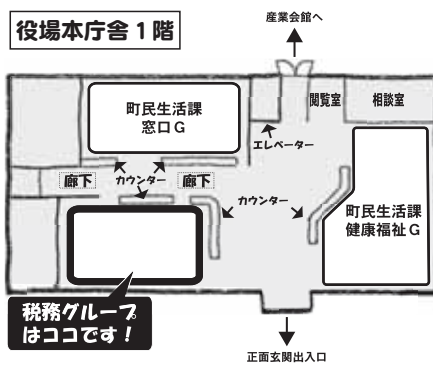 役場本庁舎１階
産業会館へ
閲覧室
相談室
町民生活課
窓口Ｇ
エレベーター
廊下
カウンター
廊下
カウンター
町民生活課
健康福祉Ｇ
税務グループ
はココです！
正面玄関出入口